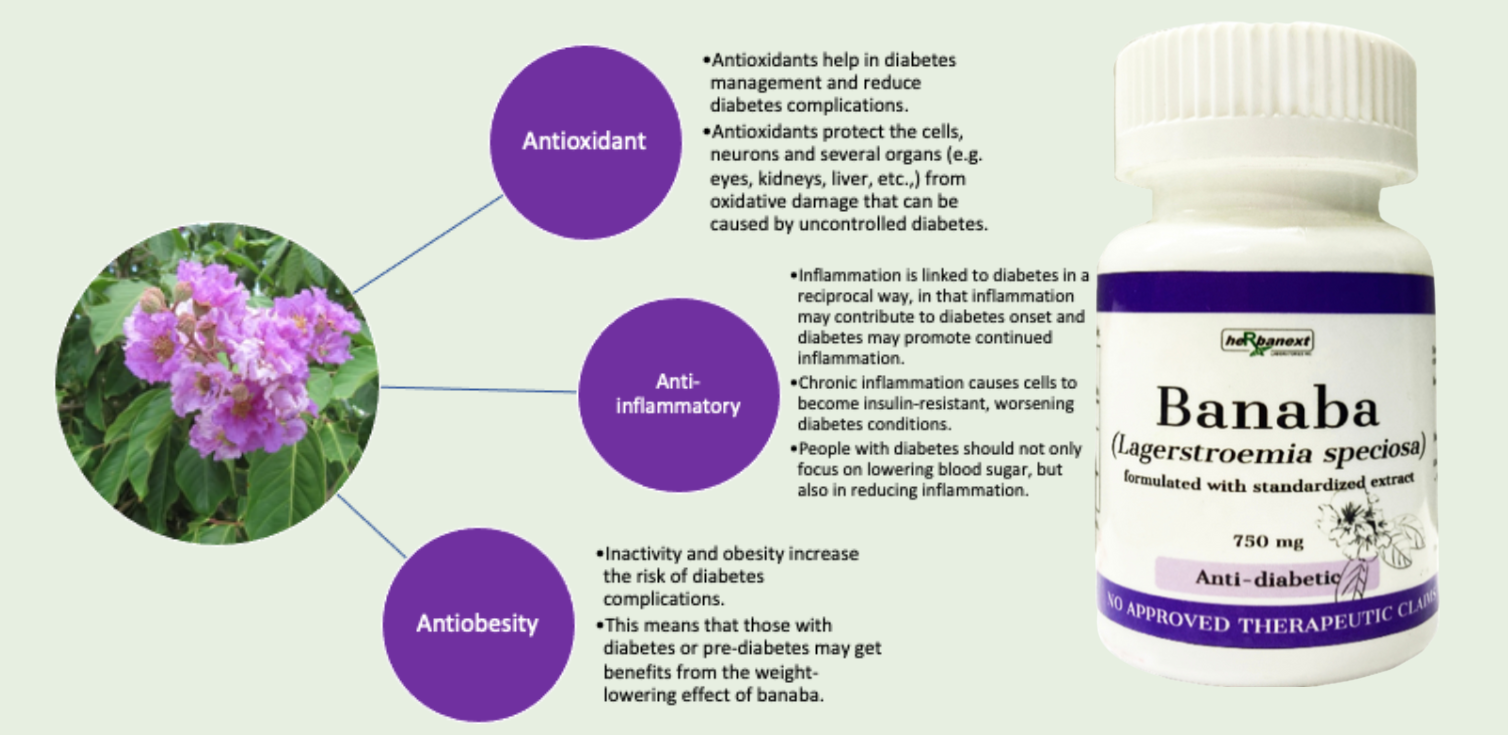 Antioxidant
•Antioxidants help in diabetes
management and reduce
diabetes complications.
•Antioxidants protect the cells,
neurons and several organs (e.g.
eyes, kidneys, liver, etc.,) from
oxidative damage that can be
caused by uncontrolled diabetes.
Anti-
inflammatory
•Inflammation is linked to diabetes in a
reciprocal way, in that inflammation
may contribute to diabetes onset and
diabetes may promote continued
inflammation.
•Chronic inflammation causes cells to
become insulin-resistant, worsening
diabetes conditions.
•People with diabetes should not only
focus on lowering blood sugar, but
also in reducing inflammation.
Antiobesity
•Inactivity and obesity increase
the risk of diabetes
complications.
•This means that those with
diabetes or pre-diabetes may get
benefits from the weight-
lowering effect of banaba.
heRbanext
LABORATORIES INC.
Banaba
(Lagerstroemia speciosa)
formulated with standardized extract
750 mg
Anti-diabetic
NO APPROVED THERAPEUTIC CLAIMS